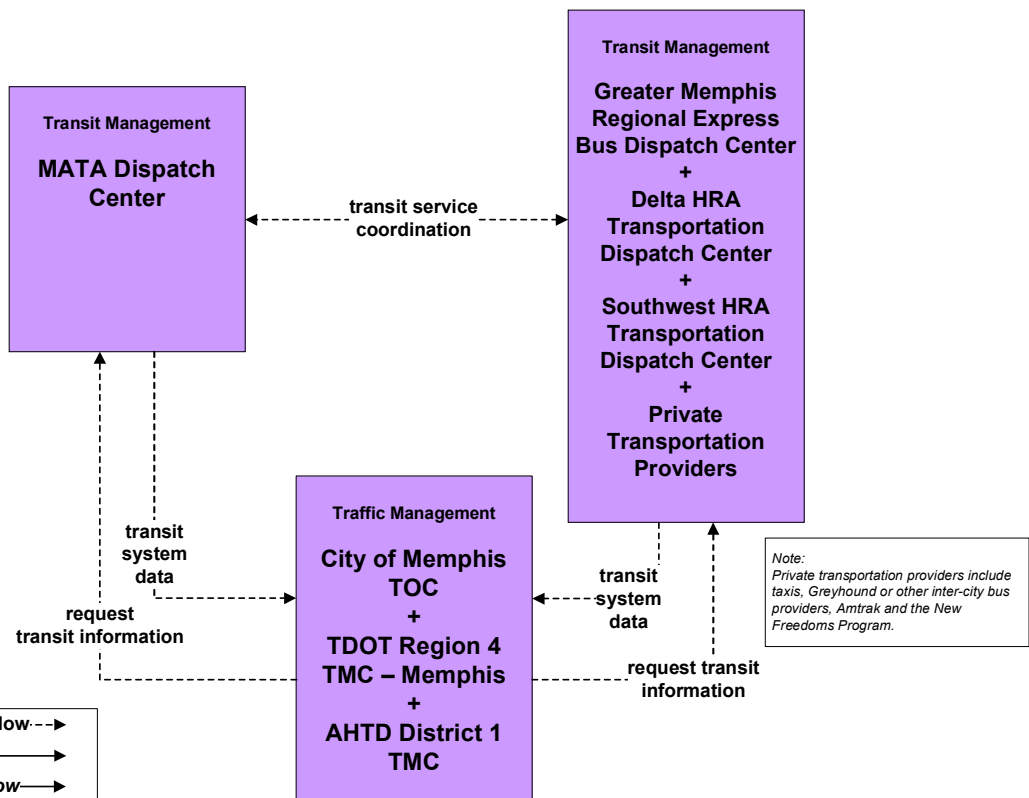 Transit Management
MATA Dispatch
Center
Transit Management
Greater Memphis
Regional Express
Bus Dispatch Center
+
Delta HRA
Transportation
Dispatch Center
+
Southwest HRA
Transportation
Dispatch Center
+
Private
Transportation
Providers
transit service
coordination
Traffic Management
City of Memphis
TOC
+
TDOT Region 4
TMC – Memphis
+
AHTD District 1
TMC
transit
system
data
request
transit information
transit
system
data
request transit
information
Note:
Private transportation providers include
taxis, Greyhound or other inter-city bus
providers, Amtrak and the New
Freedoms Program.